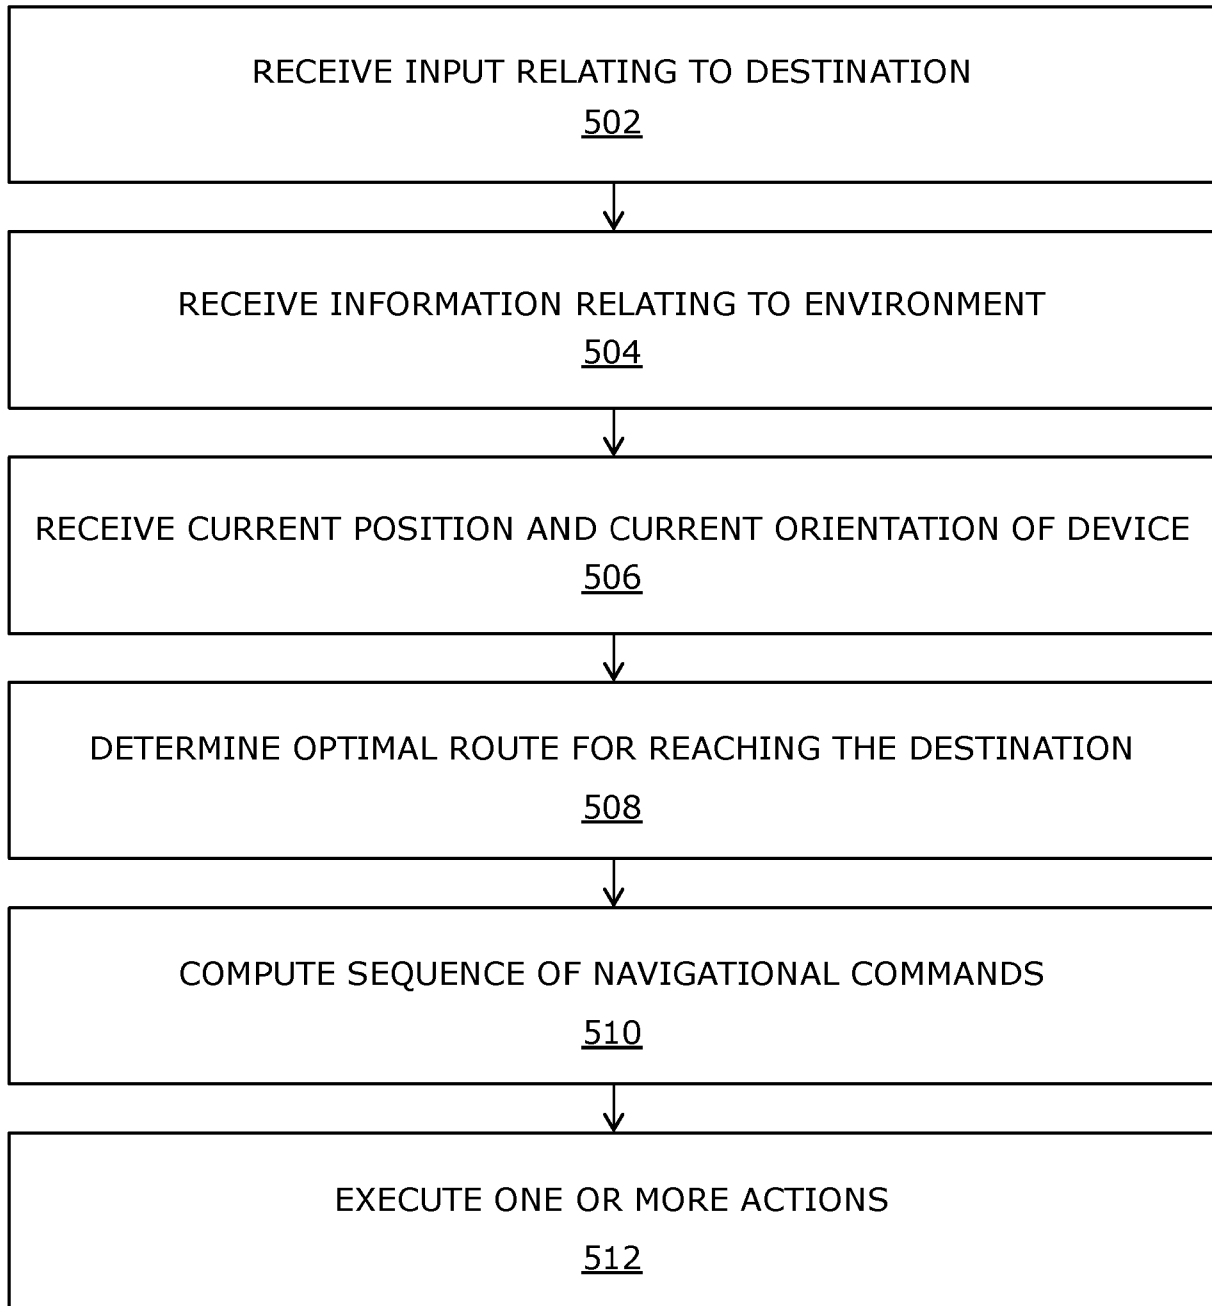 RECEIVE INPUT RELATING TO DESTINATION
502
RECEIVE INFORMATION RELATING TO ENVIRONMENT
504
RECEIVE CURRENT POSITION AND CURRENT ORIENTATION OF DEVICE
506
DETERMINE OPTIMAL ROUTE FOR REACHING THE DESTINATION
508
COMPUTE SEQUENCE OF NAVIGATIONAL COMMANDS
510
EXECUTE ONE OR MORE ACTIONS
512